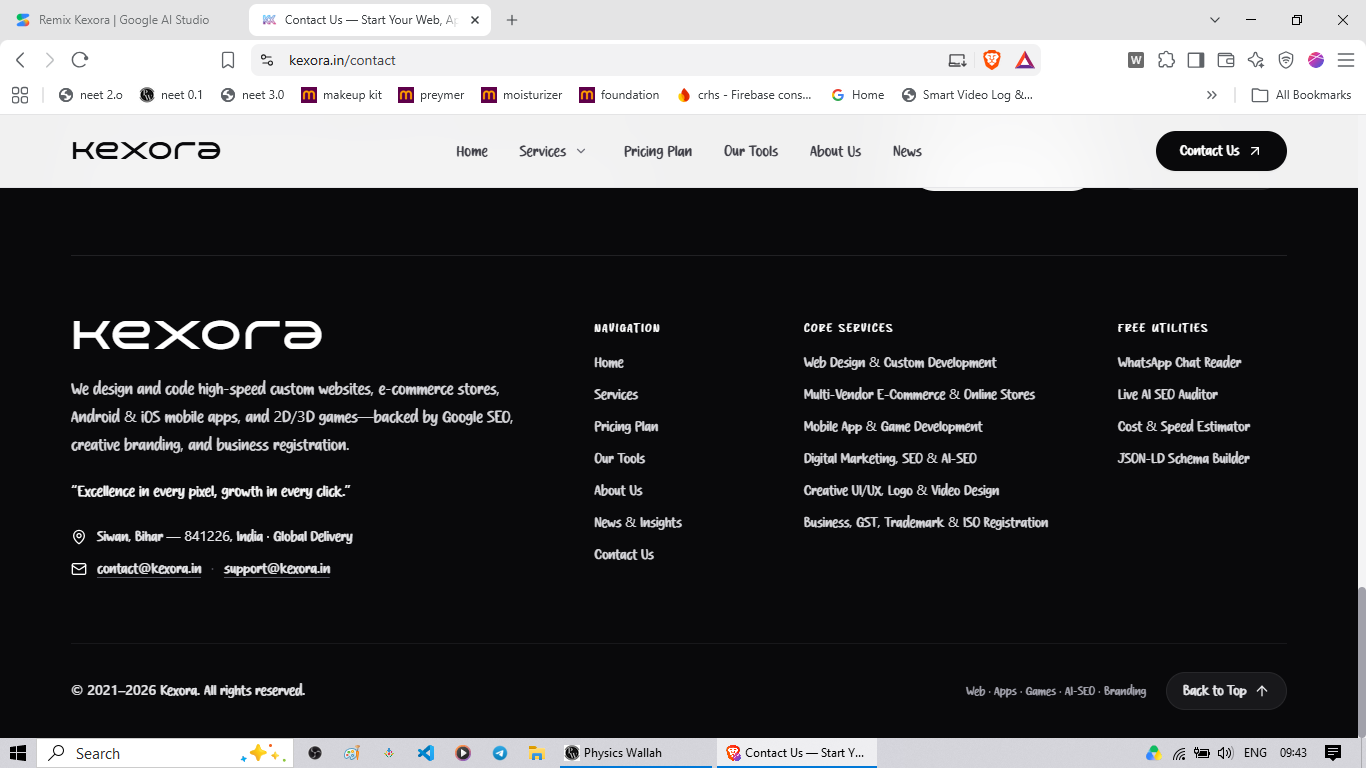 Remix Kexora | Google AI Studio
Contact Us — Start Your Web, Ap
kexora.in/contact
W
neet 2.o
neet 0.1
neet 3.0
makeup kit
preymer
moisturizer
foundation
crhs - Firebase cons...
Home
Smart Video Log &...
All Bookmarks
kexora
Home
Services
Pricing Plan
Our Tools
About Us
News
Contact Us
kexora
We design and code high-speed custom websites, e-commerce stores,
Android & iOS mobile apps, and 2D/3D games—backed by Google SEO,
creative branding, and business registration.
"Excellence in every pixel, growth in every click."
Siwan, Bihar — 841226, India · Global Delivery
contact@kexora.in · support@kexora.in
NAVIGATION
Home
Services
Pricing Plan
Our Tools
About Us
News & Insights
Contact Us
CORE SERVICES
Web Design & Custom Development
Multi-Vendor E-Commerce & Online Stores
Mobile App & Game Development
Digital Marketing, SEO & AI-SEO
Creative UI/UX, Logo & Video Design
Business, GST, Trademark & ISO Registration
FREE UTILITIES
WhatsApp Chat Reader
Live AI SEO Auditor
Cost & Speed Estimator
JSON-LD Schema Builder
© 2021–2026 Kexora. All rights reserved.
Web · Apps · Games · AI-SEO · Branding
Back to Top
Search
Physics Wallah
Contact Us — Start Y...
ENG
09:43